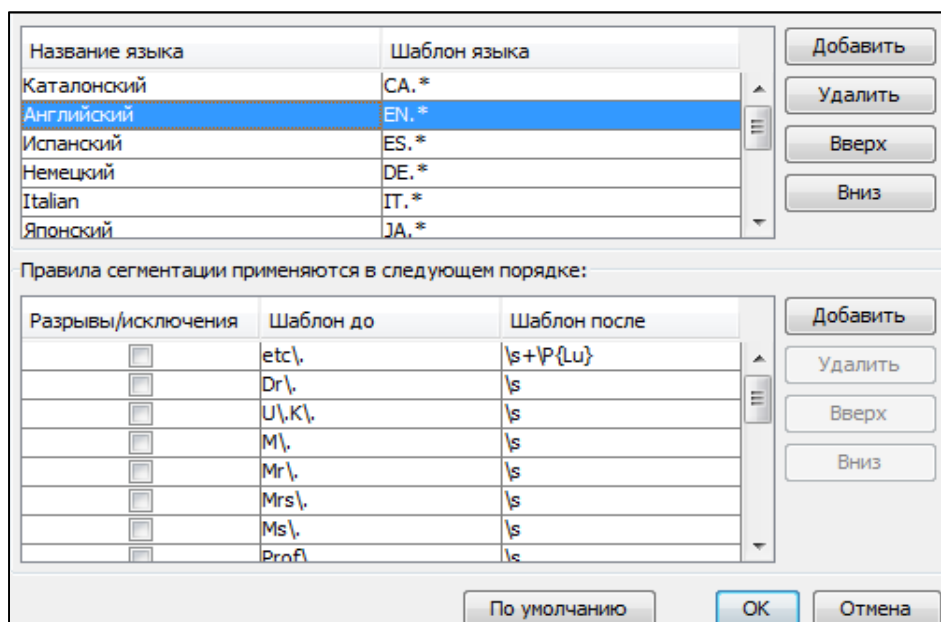 Название языка Шаблон языка Добавить
Каталонский CA.*
Удалить
Английский EN.*
Испанский ES.* Вверх
Немецкий DE.*
Italian IT.* Вниз
Японский JA.*
Правила сегментации применяются в следующем порядке:
Разрывы/исключения Шаблон до Шаблон после Добавить
etc\. \s+\P{Lu}
Удалить
Dr\. \s
U\.K\. \s Вверх
M\. \s
Вниз
Mr\. \s
Mrs\. \s
Ms\. \s
Prof\. \s
По умолчанию OK Отмена